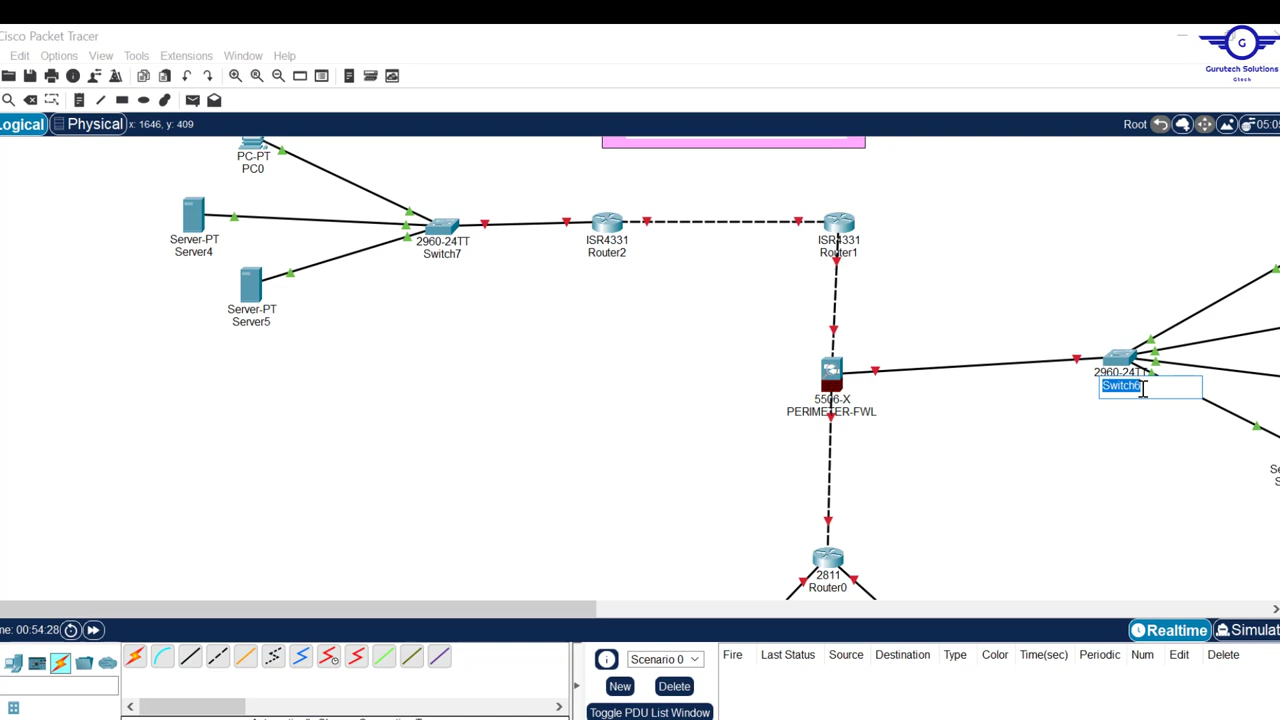 Cisco Packet Tracer
Edit Options View Tools Extensions Window Help
G
Gurutech Solutions
Gtech
Logical Physical x: 1646, y: 409
Root
PC-PT
PC0
Server-PT
Server4
2960-24TT
Switch7
ISR4331
Router2
ISR4331
Router1
Server-PT
Server5
2960-24TT
Switch6
5506-X
PERIMETER-FWL
2811
Router0
Realtime
Scenario 0
Fire Last Status Source Destination Type Color Time(sec) Periodic Num Edit Delete
New
Delete
Toggle PDU List Window